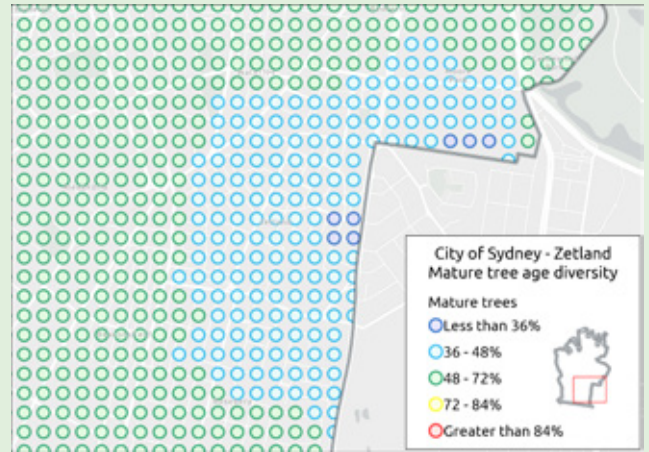 City of Sydney - Zetland
Mature tree age diversity
Mature trees
Less than 36%
36 - 48%
48 - 72%
72 - 84%
Greater than 84%